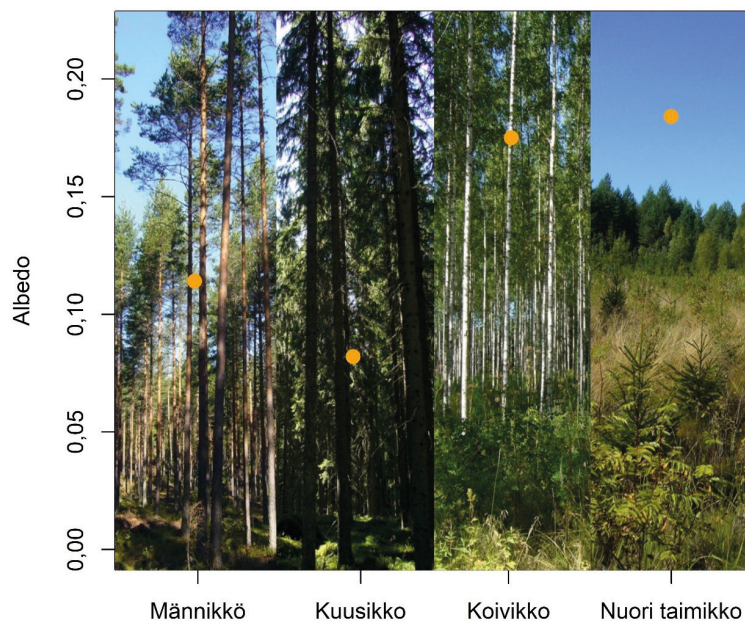 Albedo
0,20
0,15
0,10
0,05
0,00
Männikkö
Kuusikko
Koivikko
Nuori taimikko